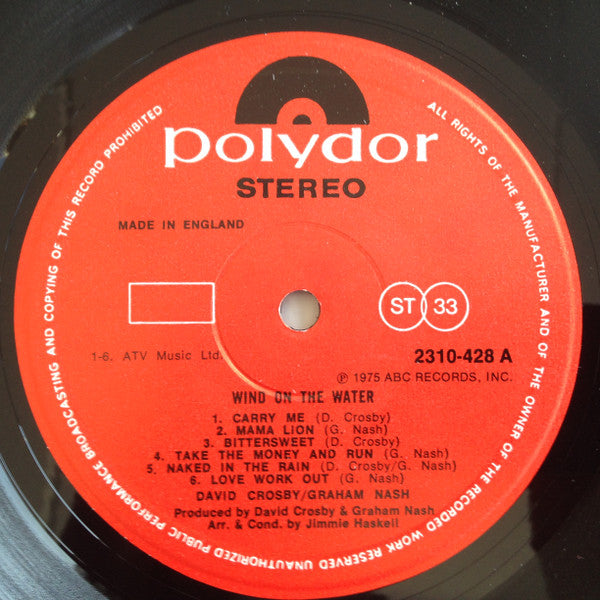 polydor
STEREO
MADE IN ENGLAND
ST 33
1-6. ATV Music Ltd.
2310-428 A
℗ 1975 ABC RECORDS, INC.
WIND ON THE WATER
1. CARRY ME (D. Crosby)
2. MAMA LION (G. Nash)
3. BITTERSWEET (D. Crosby)
4. TAKE THE MONEY AND RUN (G. Nash)
5. NAKED IN THE RAIN (D. Crosby/G. Nash)
6. LOVE WORK OUT (G. Nash)
DAVID CROSBY/GRAHAM NASH
Produced by David Crosby & Graham Nash
Arr. & Cond. by Jimmie Haskell
ALL RIGHTS OF THE MANUFACTURER AND OF THE OWNER OF THE RECORDED WORK RESERVED UNAUTHORIZED PUBLIC PERFORMANCE BROADCASTING AND COPYING OF THIS RECORD PROHIBITED